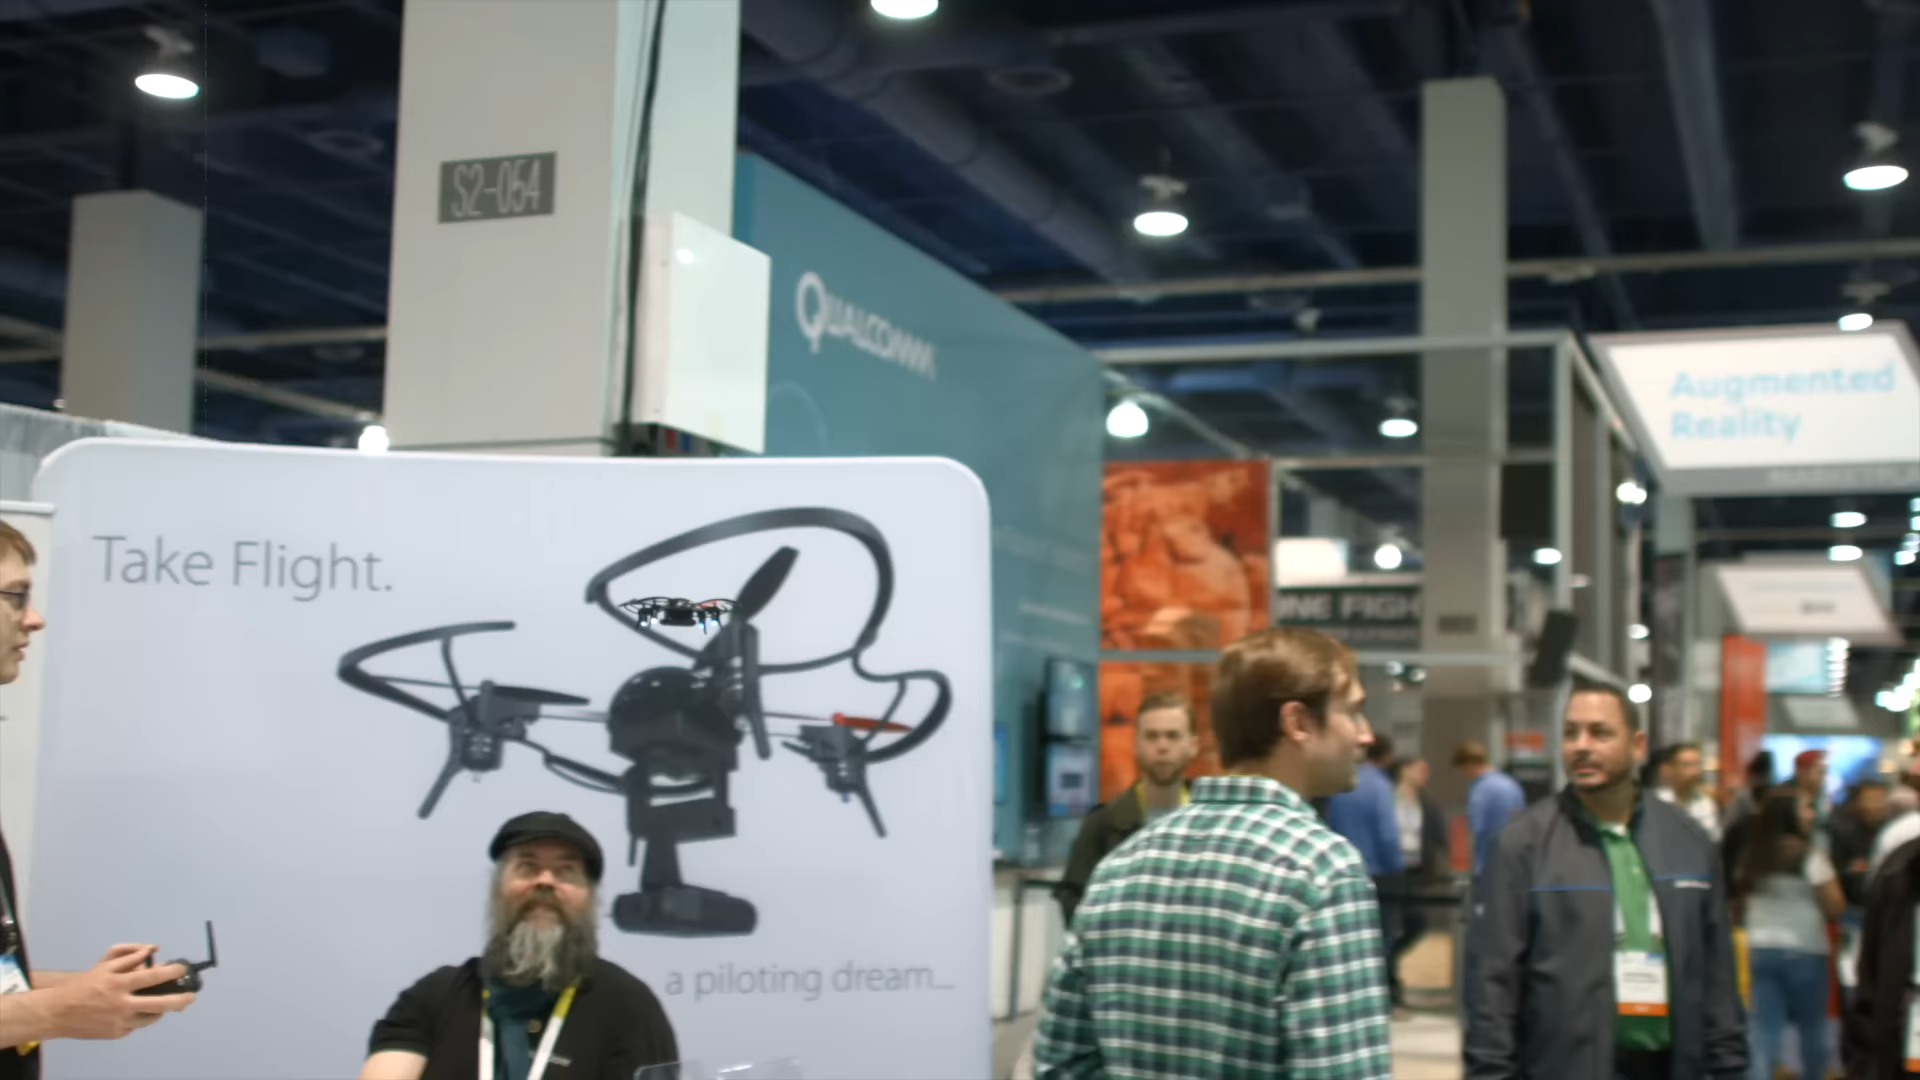 S2-054
QUALCOMM
Augmented
Reality
Take Flight.
a piloting dream...